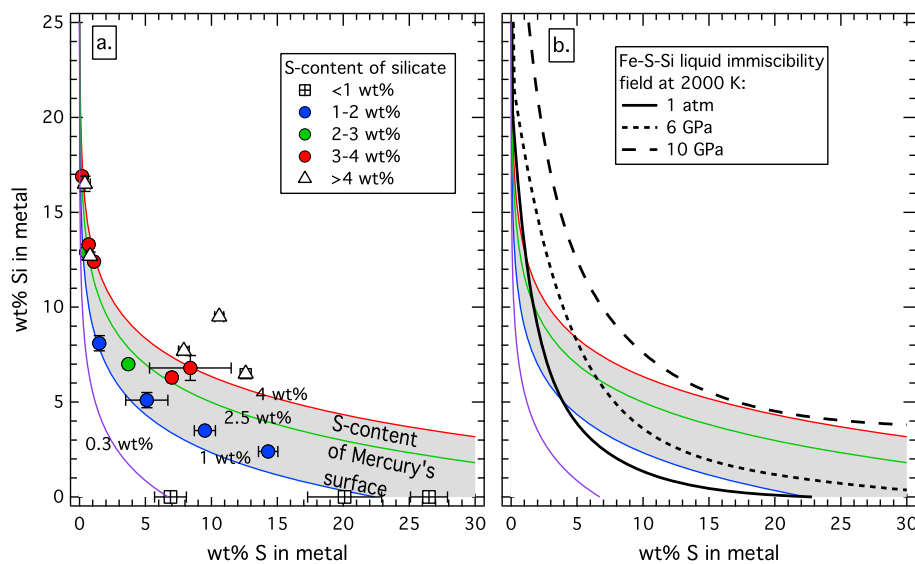 a.
S-content of silicate
<1 wt%
1-2 wt%
2-3 wt%
3-4 wt%
>4 wt%
25
20
15
10
5
0
wt% Si in metal
4 wt%
2.5 wt%
0.3 wt%
1 wt%
S-content
of Mercury's
surface
0 5 10 15 20 25 30
wt% S in metal
b.
Fe-S-Si liquid immiscibility
field at 2000 K:
1 atm
6 GPa
10 GPa
0 5 10 15 20 25 30
wt% S in metal